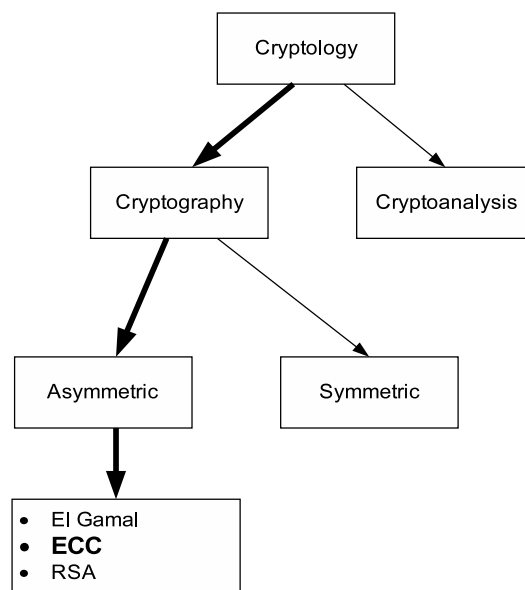 Cryptology
Cryptography
Cryptoanalysis
Asymmetric
Symmetric
• El Gamal
• ECC
• RSA